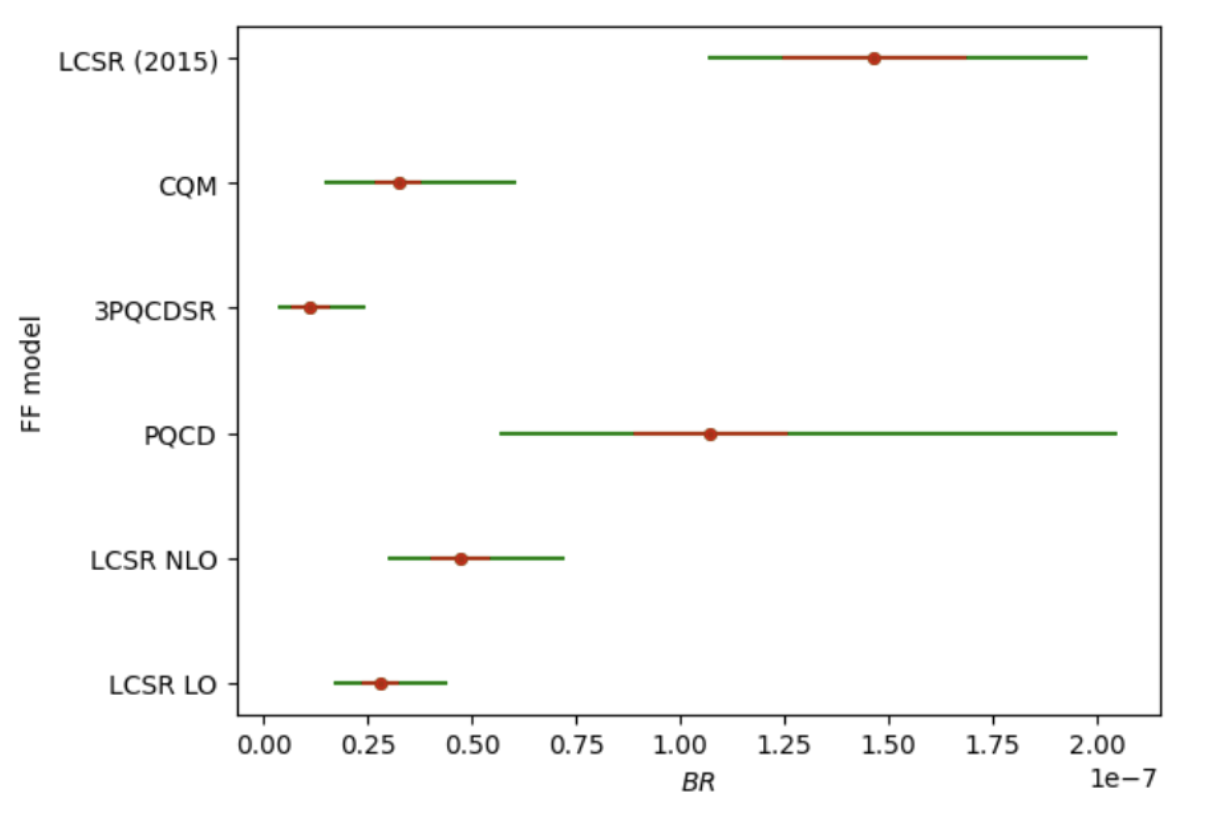 LCSR (2015)
CQM
3PQCDSR
PQCD
LCSR NLO
LCSR LO
FF model
0.00 0.25 0.50 0.75 1.00 1.25 1.50 1.75 2.00
1e−7
BR